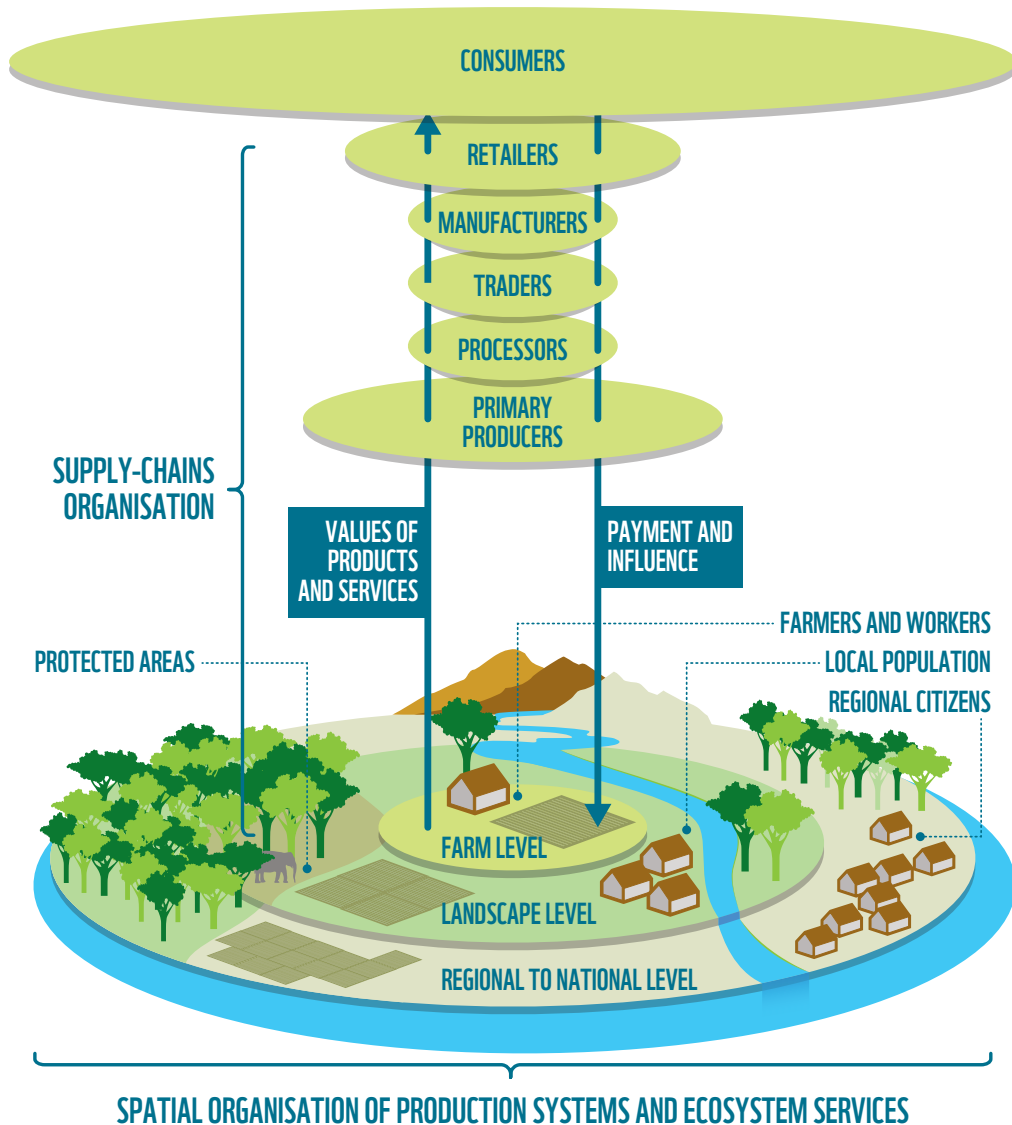 CONSUMERS
RETAILERS
MANUFACTURERS
TRADERS
PROCESSORS
PRIMARY
PRODUCERS
SUPPLY-CHAINS
ORGANISATION
VALUES OF
PRODUCTS
AND SERVICES
PAYMENT AND
INFLUENCE
FARMERS AND WORKERS
PROTECTED AREAS
LOCAL POPULATION
REGIONAL CITIZENS
FARM LEVEL
LANDSCAPE LEVEL
REGIONAL TO NATIONAL LEVEL
SPATIAL ORGANISATION OF PRODUCTION SYSTEMS AND ECOSYSTEM SERVICES